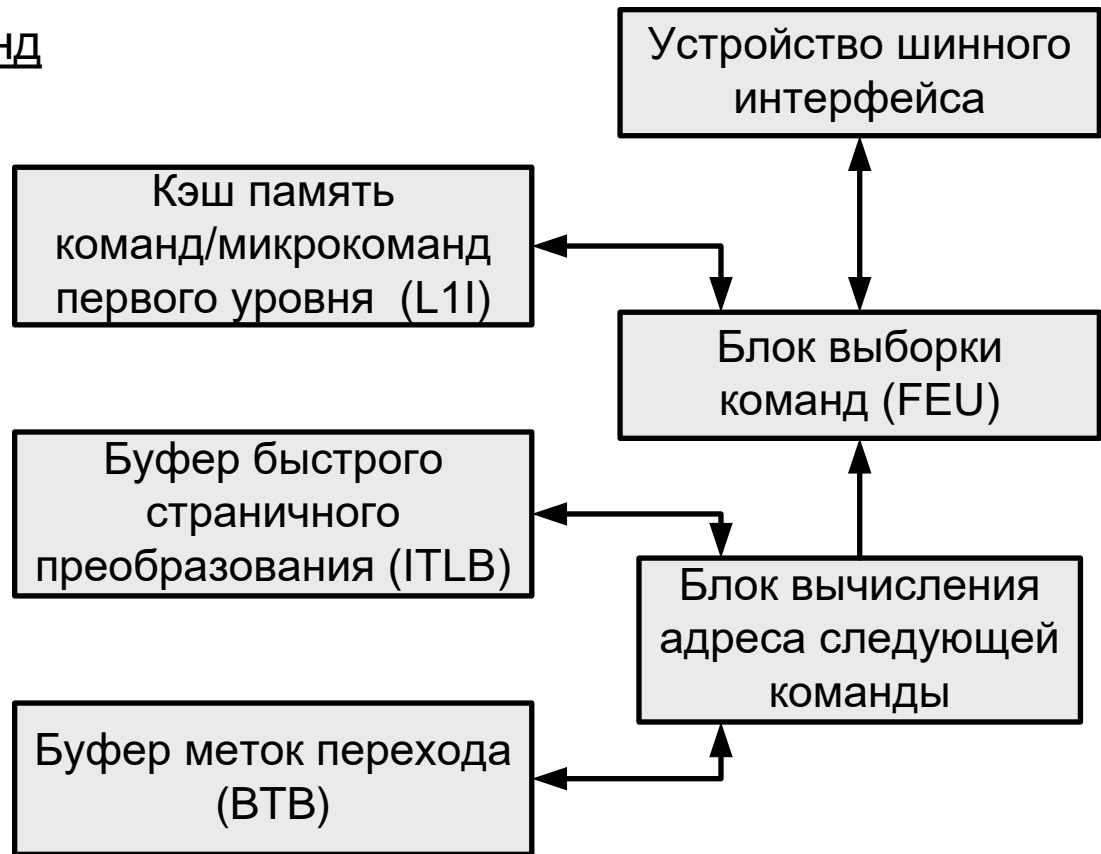 нд
Устройство шинного
интерфейса
Кэш память
команд/микрокоманд
первого уровня (L1I)
Блок выборки
команд (FEU)
Буфер быстрого
страничного
преобразования (ITLB)
Блок вычисления
адреса следующей
команды
Буфер меток перехода
(BTB)